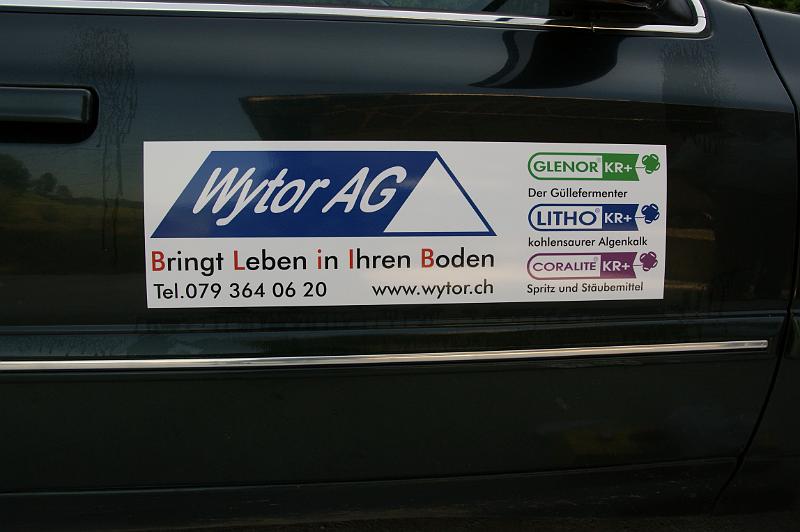 Wytor AG
Bringt Leben in Ihren Boden
Tel.079 364 06 20 www.wytor.ch
GLENOR® KR+
Der Güllefermenter
LITHO® KR+
kohlensaurer Algenkalk
CORALITE® KR+
Spritz und Stäubemittel